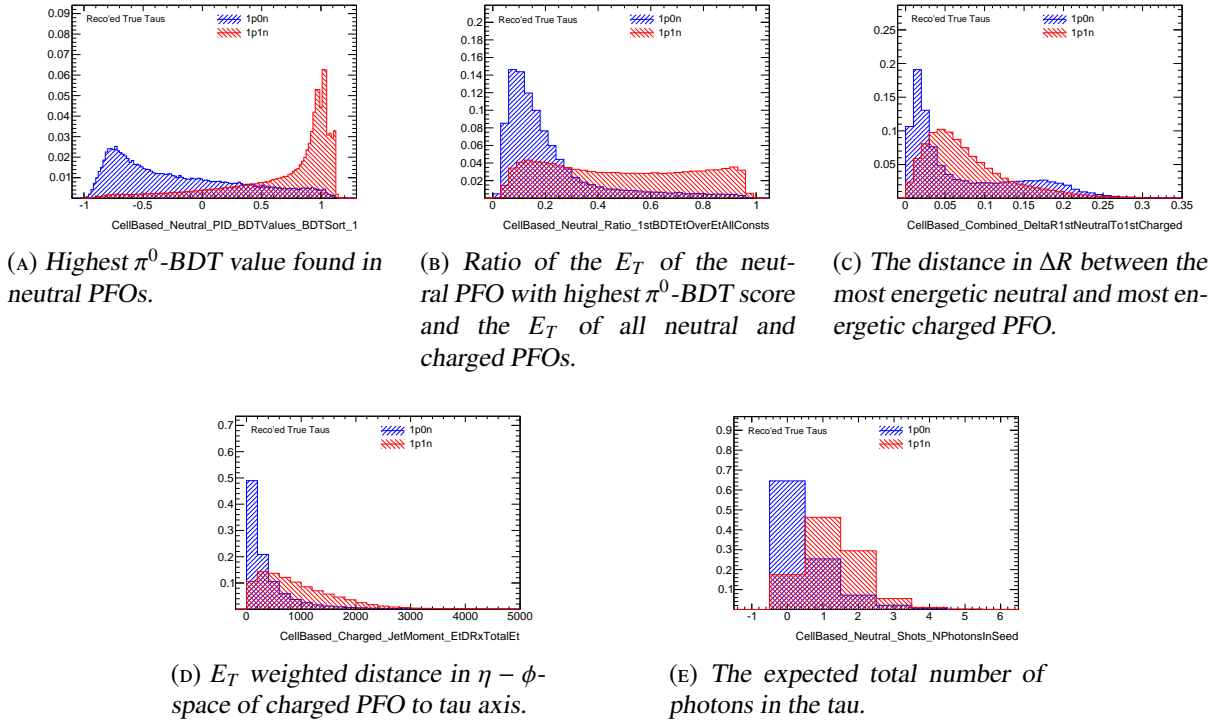 0.09
0.08
0.07
0.06
0.05
0.04
0.03
0.02
0.01
Reco'ed True Taus
1p0n
1p1n
-1 -0.5 0 0.5 1
CellBased_Neutral_PID_BDTValues_BDTSort_1
(A) Highest π⁰-BDT value found in
neutral PFOs.
0.2
0.18
0.16
0.14
0.12
0.1
0.08
0.06
0.04
0.02
Reco'ed True Taus
1p0n
1p1n
0 0.2 0.4 0.6 0.8 1
CellBased_Neutral_Ratio_1stBDTEtOverEtAllConsts
(B) Ratio of the E_T of the neut-
ral PFO with highest π⁰-BDT score
and the E_T of all neutral and
charged PFOs.
0.25
0.2
0.15
0.1
0.05
Reco'ed True Taus
1p0n
1p1n
0 0.05 0.1 0.15 0.2 0.25 0.3 0.35
CellBased_Combined_DeltaR1stNeutralTo1stCharged
(C) The distance in ΔR between the
most energetic neutral and most en-
ergetic charged PFO.
0.7
0.6
0.5
0.4
0.3
0.2
0.1
Reco'ed True Taus
1p0n
1p1n
0 1000 2000 3000 4000 5000
CellBased_Charged_JetMoment_EtDRxTotalEt
(D) E_T weighted distance in η − ϕ-
space of charged PFO to tau axis.
0.9
0.8
0.7
0.6
0.5
0.4
0.3
0.2
0.1
Reco'ed True Taus
1p0n
1p1n
-1 0 1 2 3 4 5 6
CellBased_Neutral_Shots_NPhotonsInSeed
(E) The expected total number of
photons in the tau.